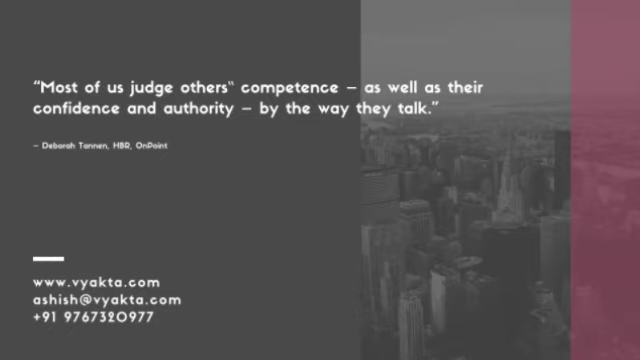 “Most of us judge others“ competence – as well as their
confidence and authority – by the way they talk.”
– Deborah Tannen, HBR, OnPoint
www.vyakta.com
ashish@vyakta.com
+91 9767320977